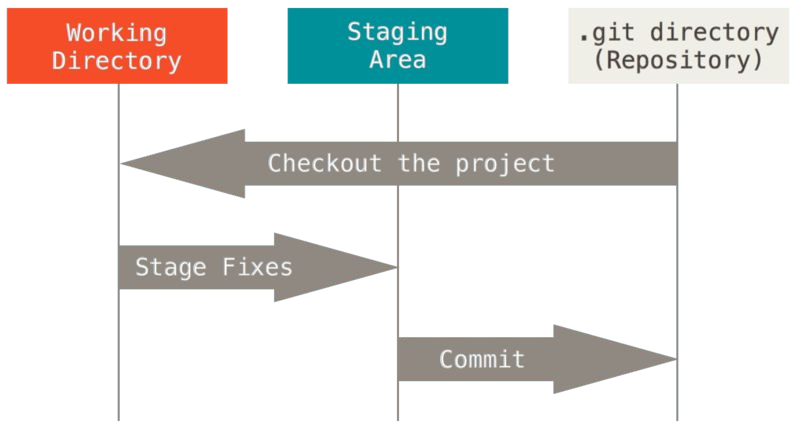 Working
Directory
Staging
Area
.git directory
(Repository)
Checkout the project
Stage Fixes
Commit